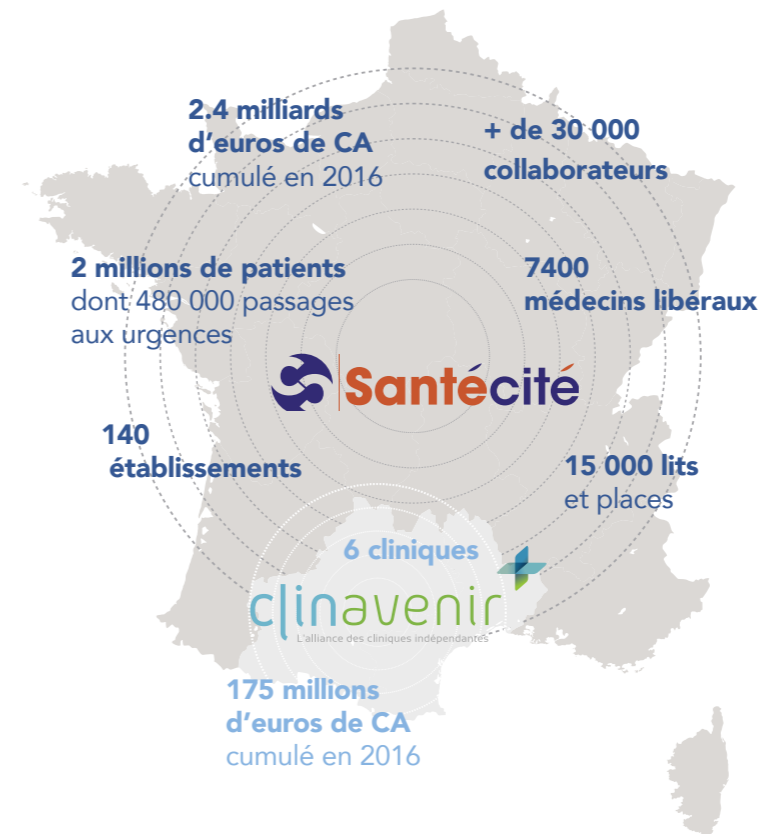 2.4 milliards
d'euros de CA
cumulé en 2016
+ de 30 000
collaborateurs
2 millions de patients
dont 480 000 passages
aux urgences
7400
médecins libéraux
Santécité
140
établissements
15 000 lits
et places
6 cliniques
clinavenir
L'alliance des cliniques indépendantes
175 millions
d'euros de CA
cumulé en 2016